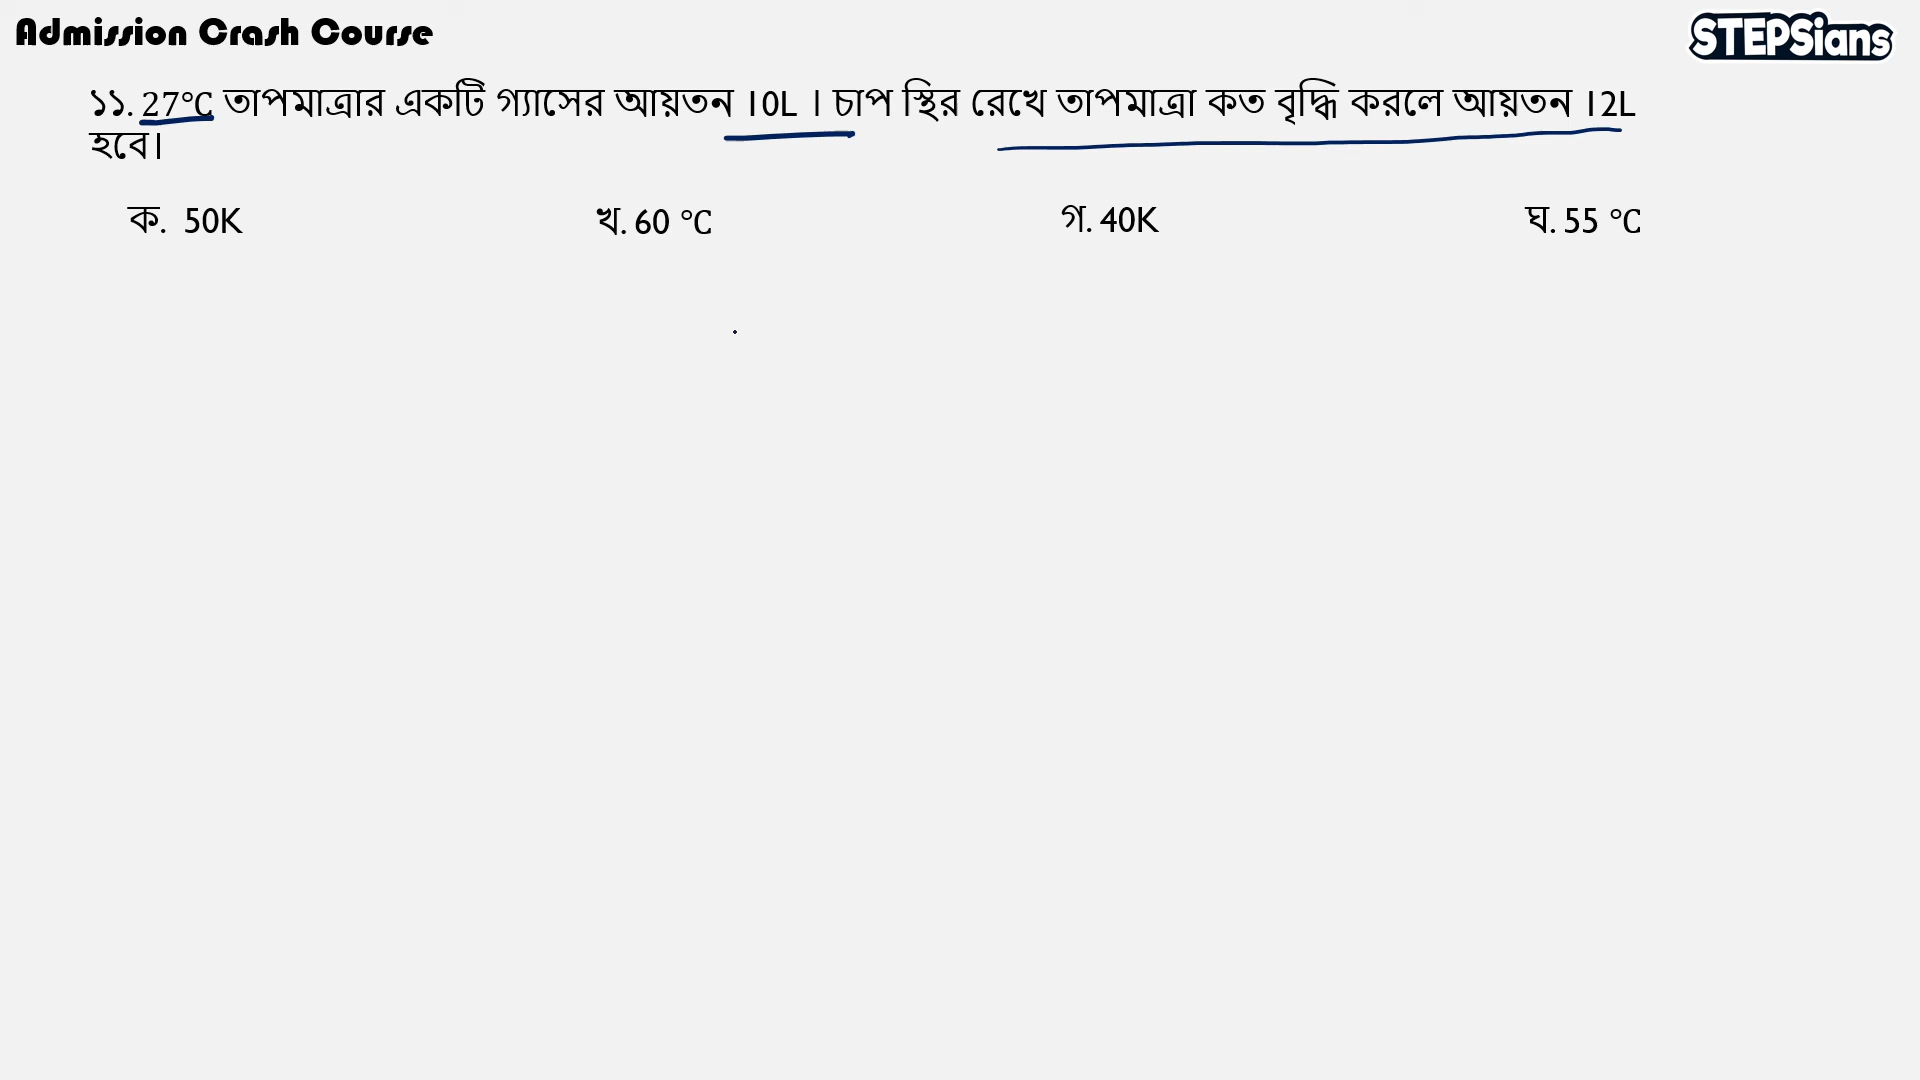 Admission Crash Course
STEPSians
১১. 27°C তাপমাত্রার একটি গ্যাসের আয়তন 10L । চাপ স্থির রেখে তাপমাত্রা কত বৃদ্ধি করলে আয়তন 12L
হবে।
ক. 50K খ. 60 °C গ. 40K ঘ. 55 °C